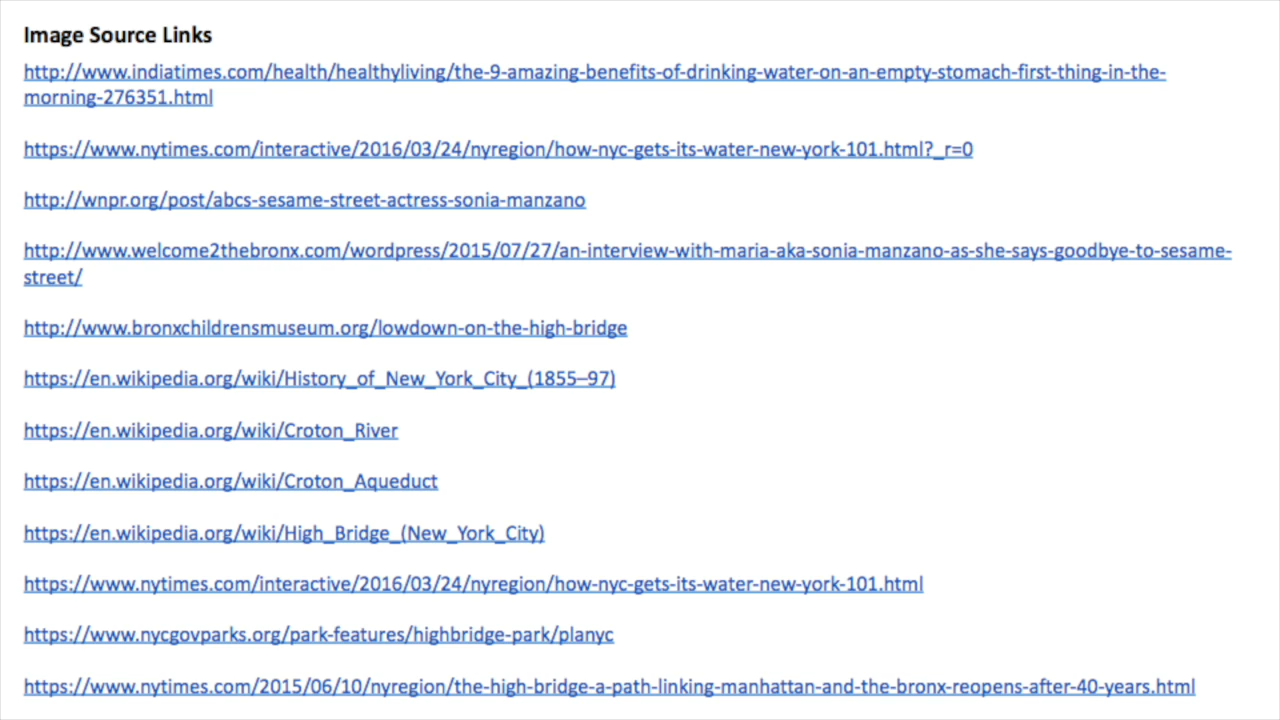 Image Source Links
http://www.indiatimes.com/health/healthyliving/the-9-amazing-benefits-of-drinking-water-on-an-empty-stomach-first-thing-in-the-
morning-276351.html
https://www.nytimes.com/interactive/2016/03/24/nyregion/how-nyc-gets-its-water-new-york-101.html?_r=0
http://wnpr.org/post/abcs-sesame-street-actress-sonia-manzano
http://www.welcome2thebronx.com/wordpress/2015/07/27/an-interview-with-maria-aka-sonia-manzano-as-she-says-goodbye-to-sesame-
street/
http://www.bronxchildrensmuseum.org/lowdown-on-the-high-bridge
https://en.wikipedia.org/wiki/History_of_New_York_City_(1855–97)
https://en.wikipedia.org/wiki/Croton_River
https://en.wikipedia.org/wiki/Croton_Aqueduct
https://en.wikipedia.org/wiki/High_Bridge_(New_York_City)
https://www.nytimes.com/interactive/2016/03/24/nyregion/how-nyc-gets-its-water-new-york-101.html
https://www.nycgovparks.org/park-features/highbridge-park/planyc
https://www.nytimes.com/2015/06/10/nyregion/the-high-bridge-a-path-linking-manhattan-and-the-bronx-reopens-after-40-years.html